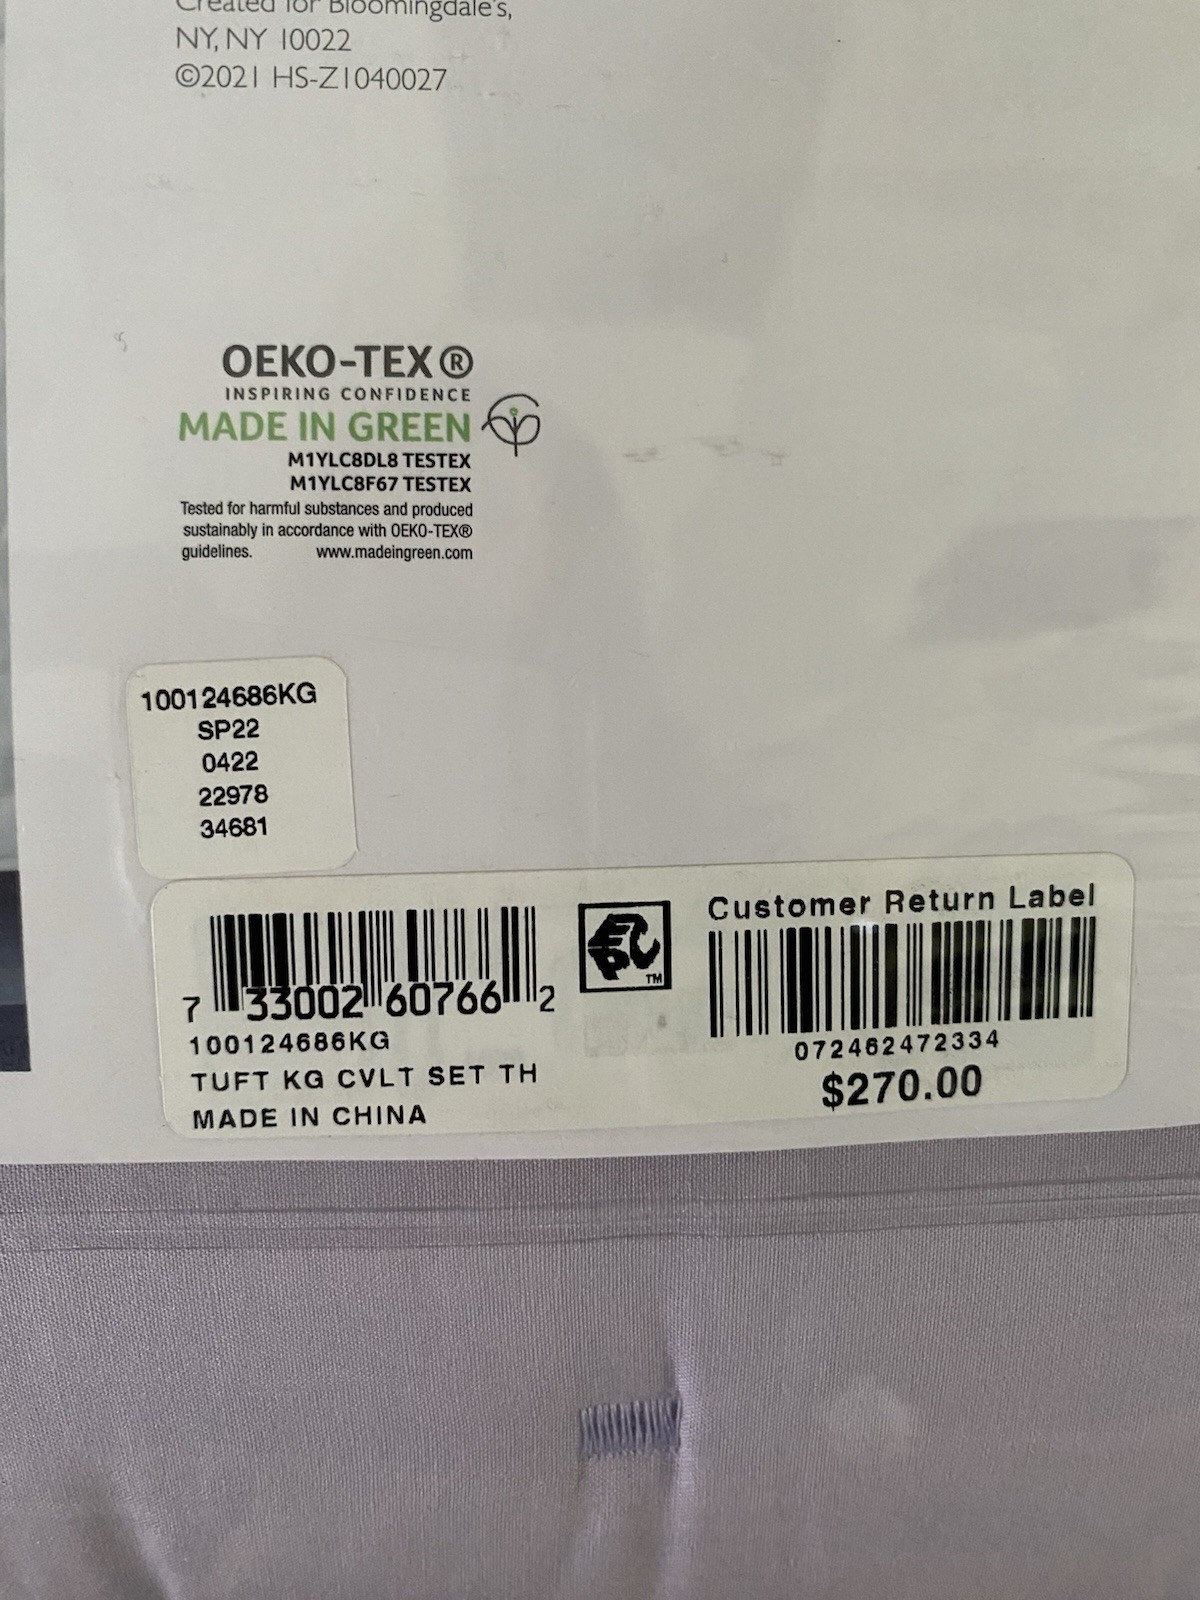 Created for Bloomingdale's,
NY, NY 10022
©2021 HS-Z1040027
OEKO-TEX®
INSPIRING CONFIDENCE
MADE IN GREEN
M1YLC8DL8 TESTEX
M1YLC8F67 TESTEX
Tested for harmful substances and produced
sustainably in accordance with OEKO-TEX®
guidelines. www.madeingreen.com
100124686KG
SP22
0422
22978
34681
7 33002 60766 2
100124686KG
TUFT KG CVLT SET TH
MADE IN CHINA
EPC TM
Customer Return Label
072462472334
$270.00